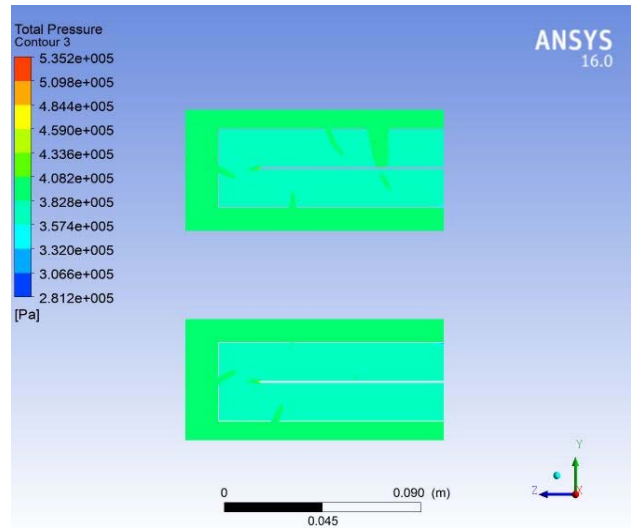 Total Pressure
Contour 3
5.352e+005
5.098e+005
4.844e+005
4.590e+005
4.336e+005
4.082e+005
3.828e+005
3.574e+005
3.320e+005
3.066e+005
2.812e+005
[Pa]
ANSYS
16.0
0 0.090 (m)
0.045
Y
Z X